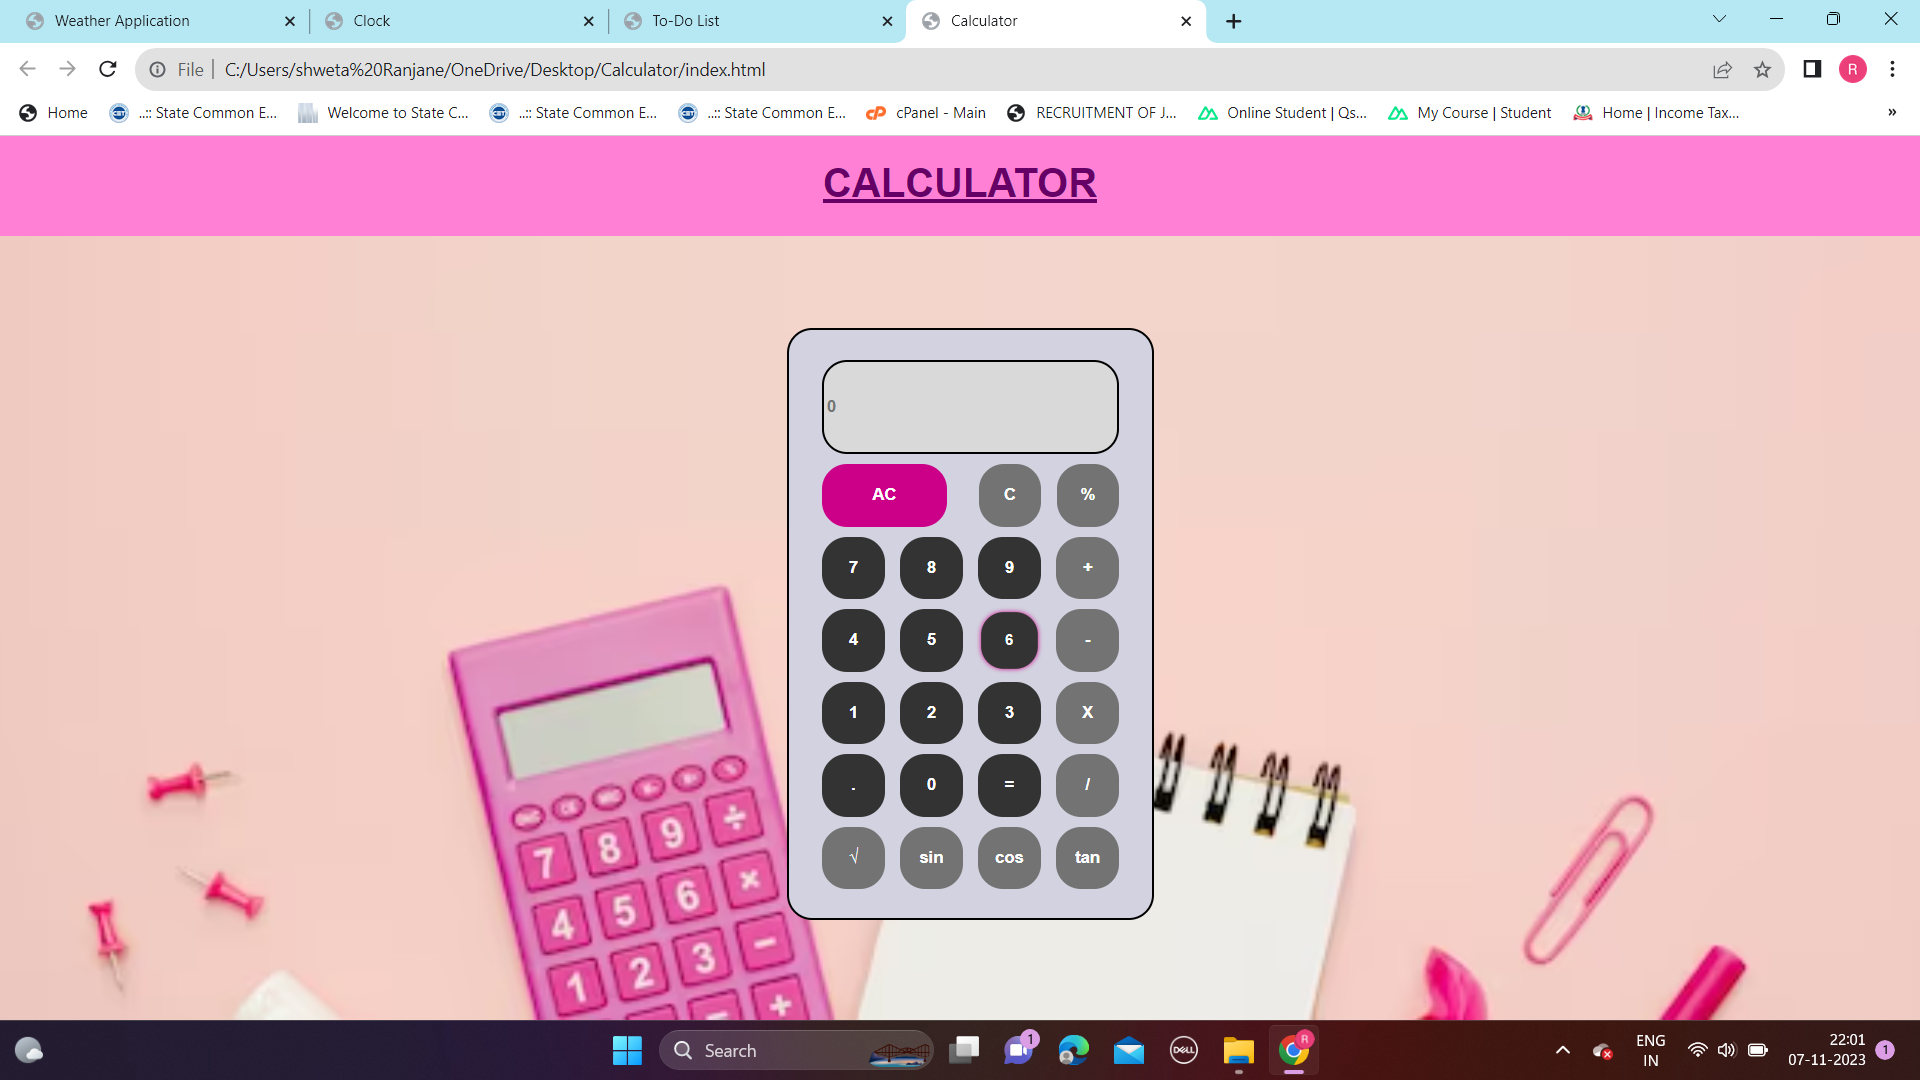 Weather Application
Clock
To-Do List
Calculator
File | C:/Users/shweta%20Ranjane/OneDrive/Desktop/Calculator/index.html
R
Home
..:: State Common E...
Welcome to State C...
..:: State Common E...
..:: State Common E...
cPanel - Main
RECRUITMENT OF J...
Online Student | Qs...
My Course | Student
Home | Income Tax...
»
CALCULATOR
0
AC C %
7 8 9 +
4 5 6 -
1 2 3 X
. 0 = /
√ sin cos tan
7 8 9 ÷
4 5 6 ×
1 2 3 −
+
Search
1
DELL
R
ENG
IN
22:01
07-11-2023
1